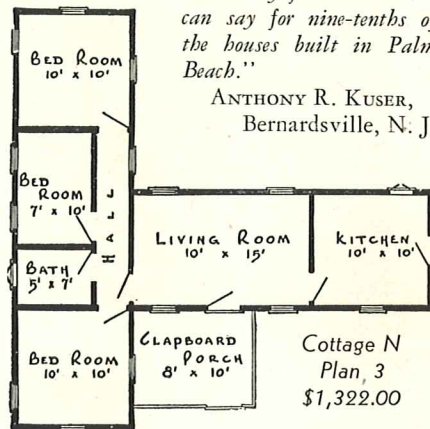 can say for nine-tenths of
the houses built in Palm
Beach."
ANTHONY R. KUSER,
Bernardsville, N. J
BED ROOM
10' x 10'
BED
ROOM
7' x 10'
HALL
BATH
5' x 7'
BED ROOM
10' x 10'
LIVING ROOM
10' x 15'
KITCHEN
10' x 10'
CLAPBOARD
PORCH
8' x 10'
Cottage N
Plan, 3
$1,322.00